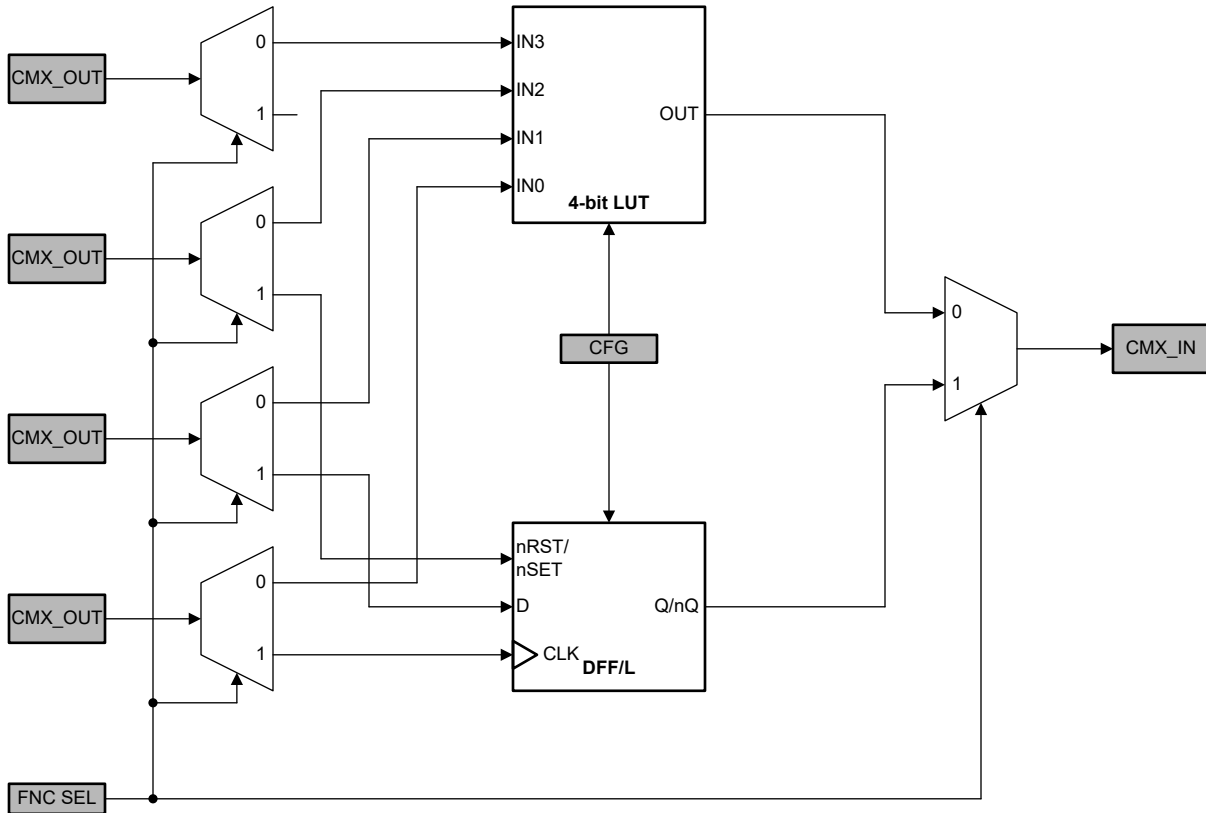 CMX_OUT
0
1
CMX_OUT
0
1
CMX_OUT
0
1
CMX_OUT
0
1
FNC SEL
IN3
IN2
IN1
IN0
OUT
4-bit LUT
CFG
nRST/
nSET
D
CLK
Q/nQ
DFF/L
0
1
CMX_IN